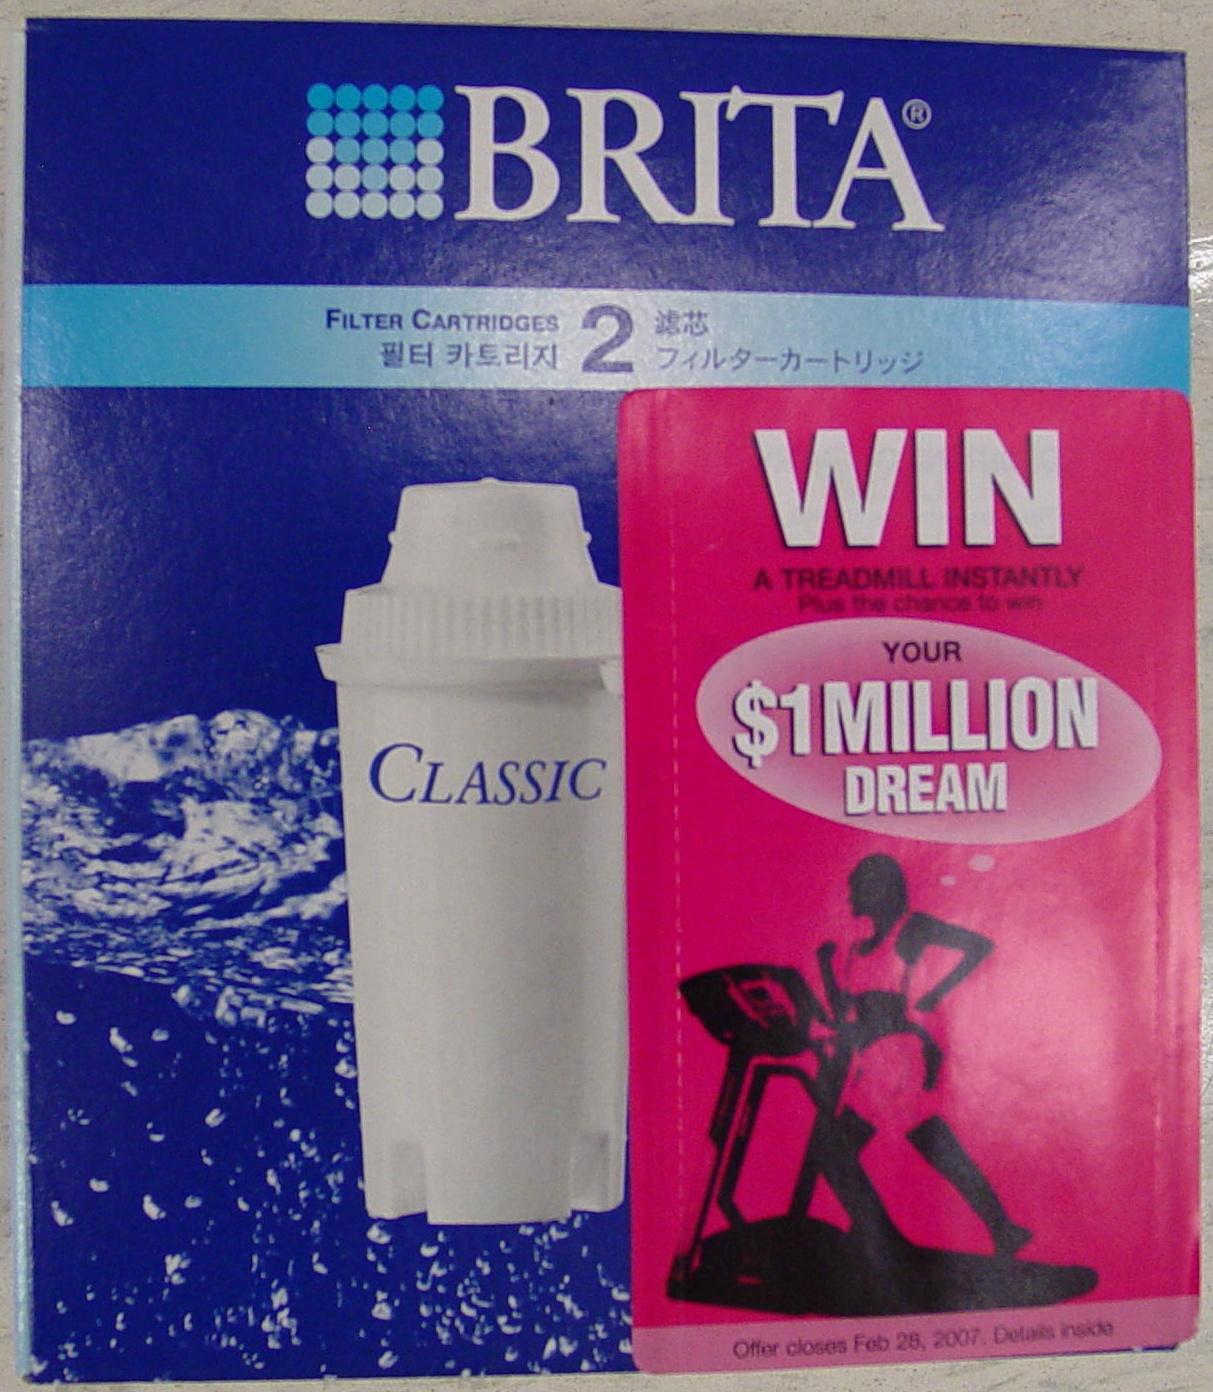 BRITA®
FILTER CARTRIDGES 2 滤芯
필터 카트리지 フィルターカートリッジ
CLASSIC
WIN
A TREADMILL INSTANTLY
Plus the chance to win
YOUR
$1 MILLION
DREAM
Offer closes Feb 28, 2007. Details inside